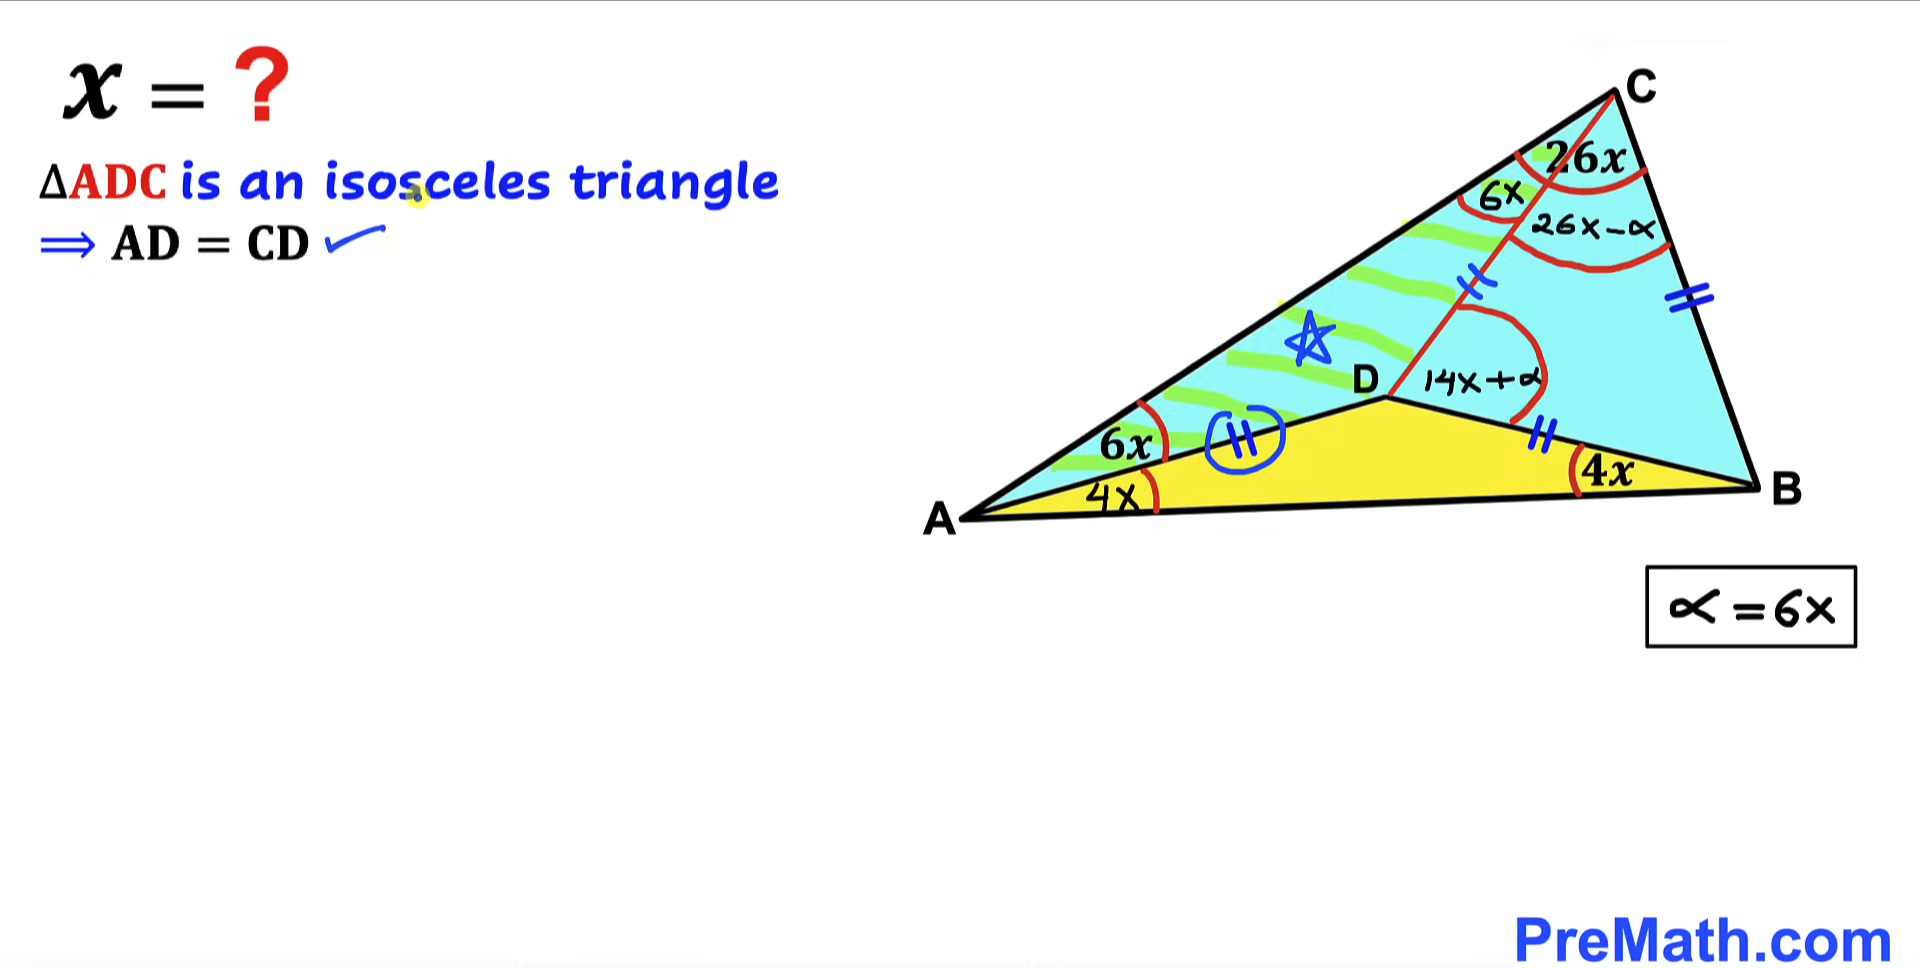 x = ?
ΔADC is an isosceles triangle
⟹ AD = CD ✓
C
26x
6x
26x-α
D
14x+α
6x
4x
4x
A
B
α = 6x
PreMath.com